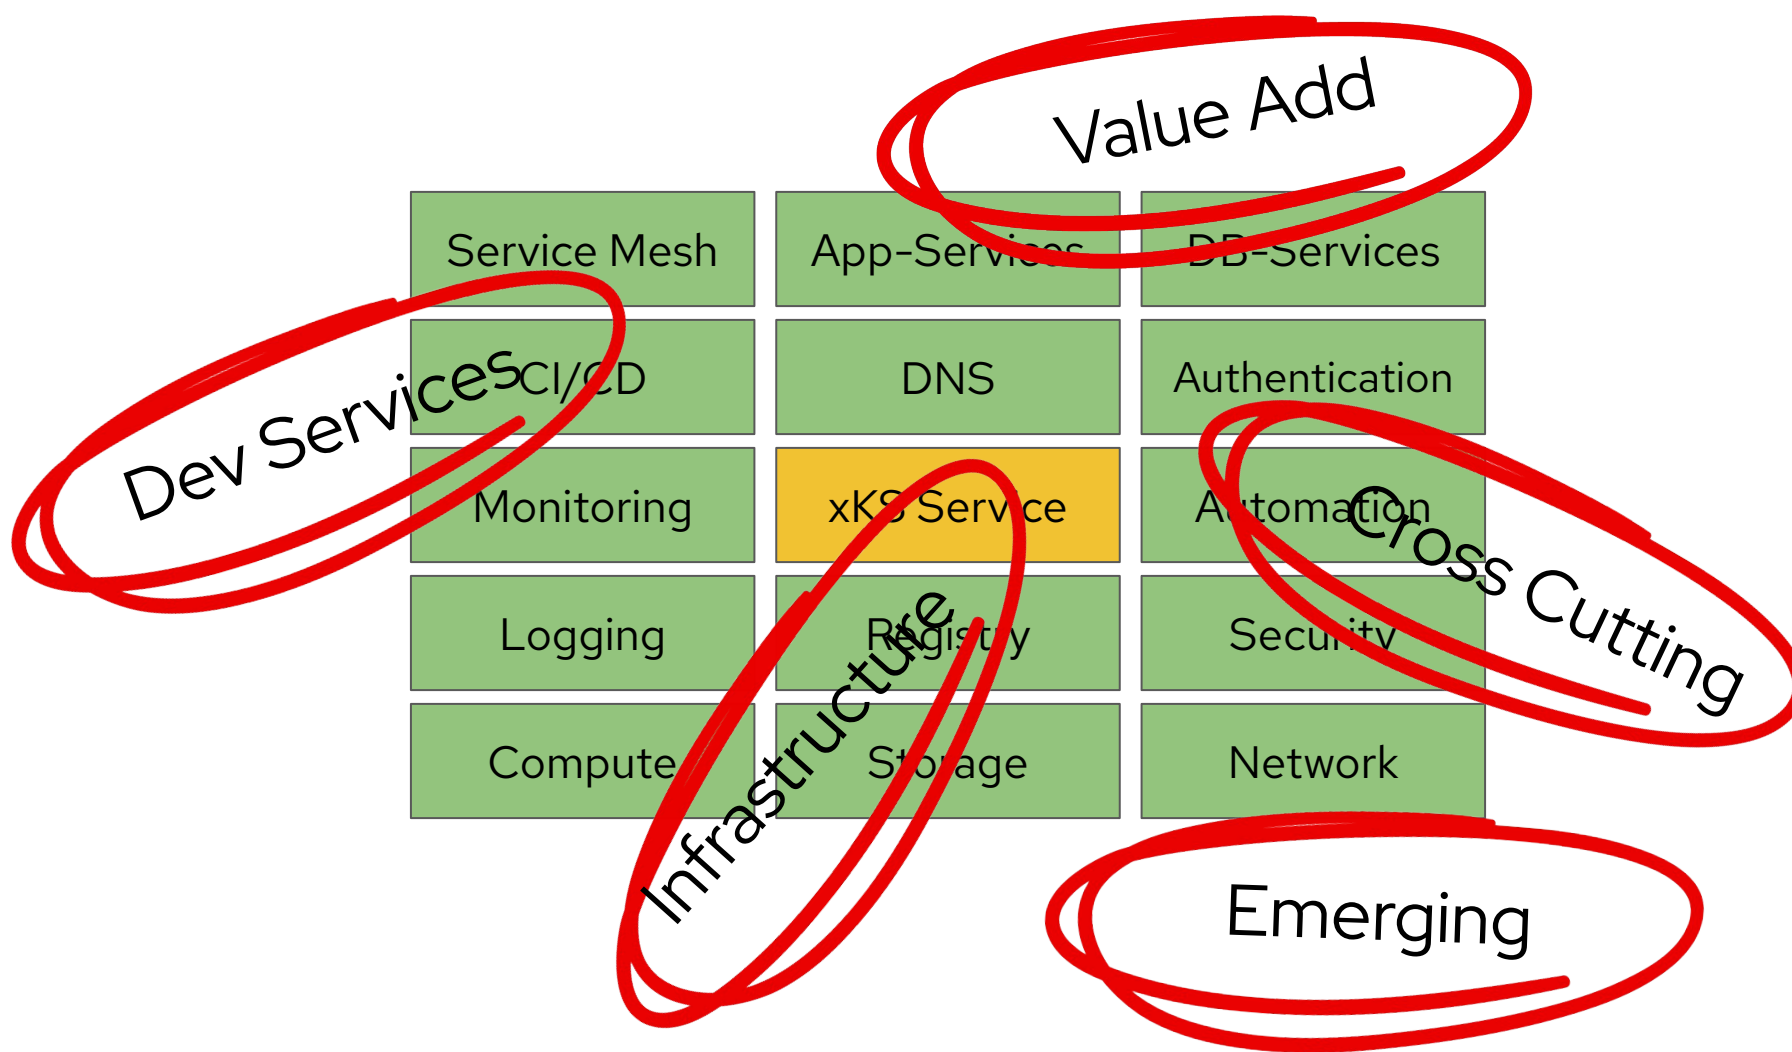 Value Add
Service Mesh
App-Services
DB-Services
Dev Services
CI/CD
DNS
Authentication
Monitoring
xKS Service
Automation
Cross Cutting
Logging
Registry
Security
Infrastructure
Compute
Storage
Network
Emerging